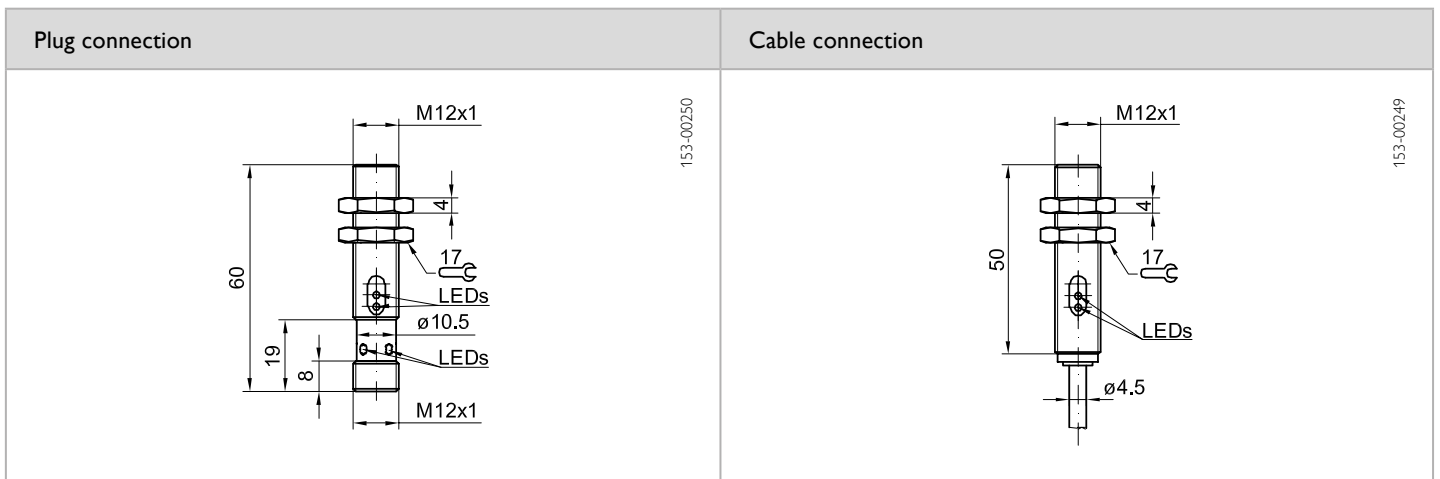 Plug connection
Cable connection
M12x1
153-00250
4
60
17
LEDs
ø10.5
19
LEDs
8
M12x1
M12x1
153-00249
4
50
17
LEDs
ø4.5